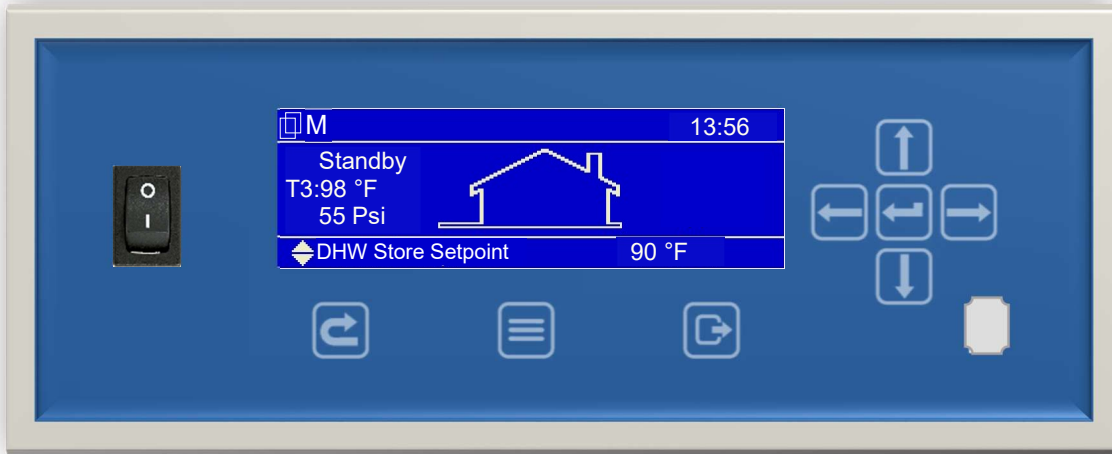 M 13:56
Standby
T3:98 °F
55 Psi
DHW Store Setpoint 90 °F
O
I